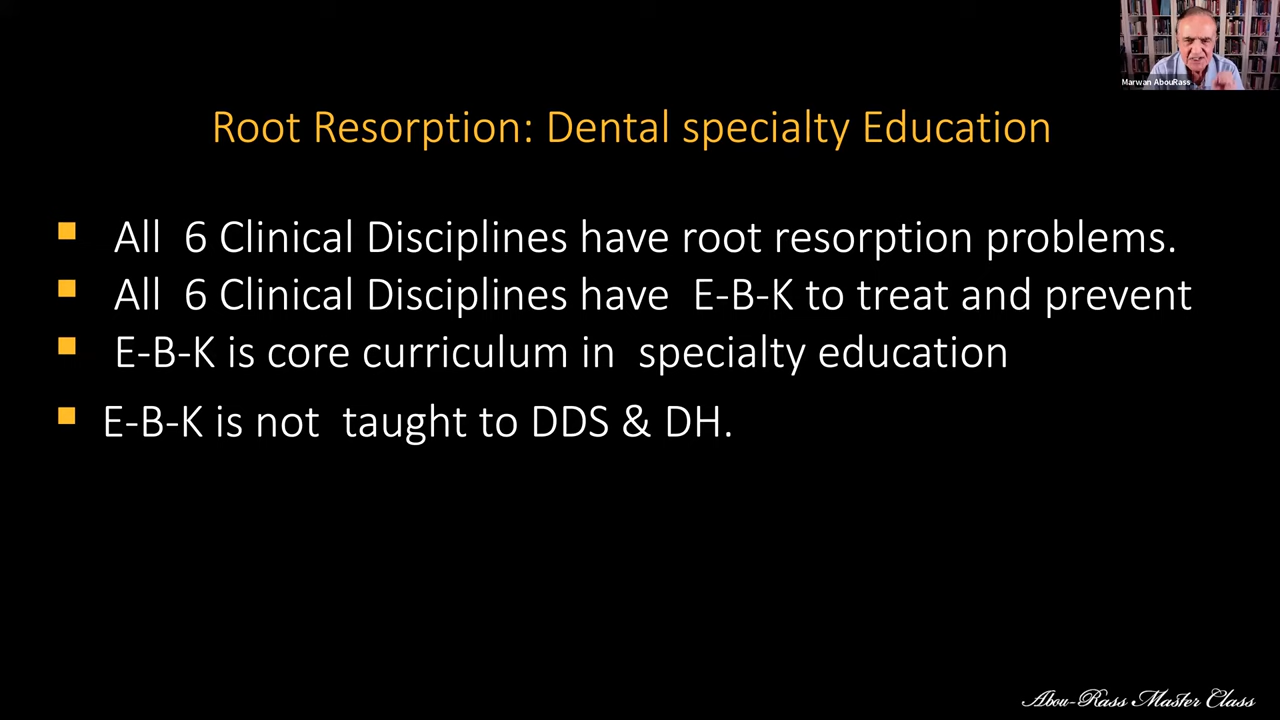 Marwan AbouRass
Root Resorption: Dental specialty Education
All 6 Clinical Disciplines have root resorption problems.
All 6 Clinical Disciplines have E-B-K to treat and prevent
E-B-K is core curriculum in specialty education
E-B-K is not taught to DDS & DH.
Abou-Rass Master Class